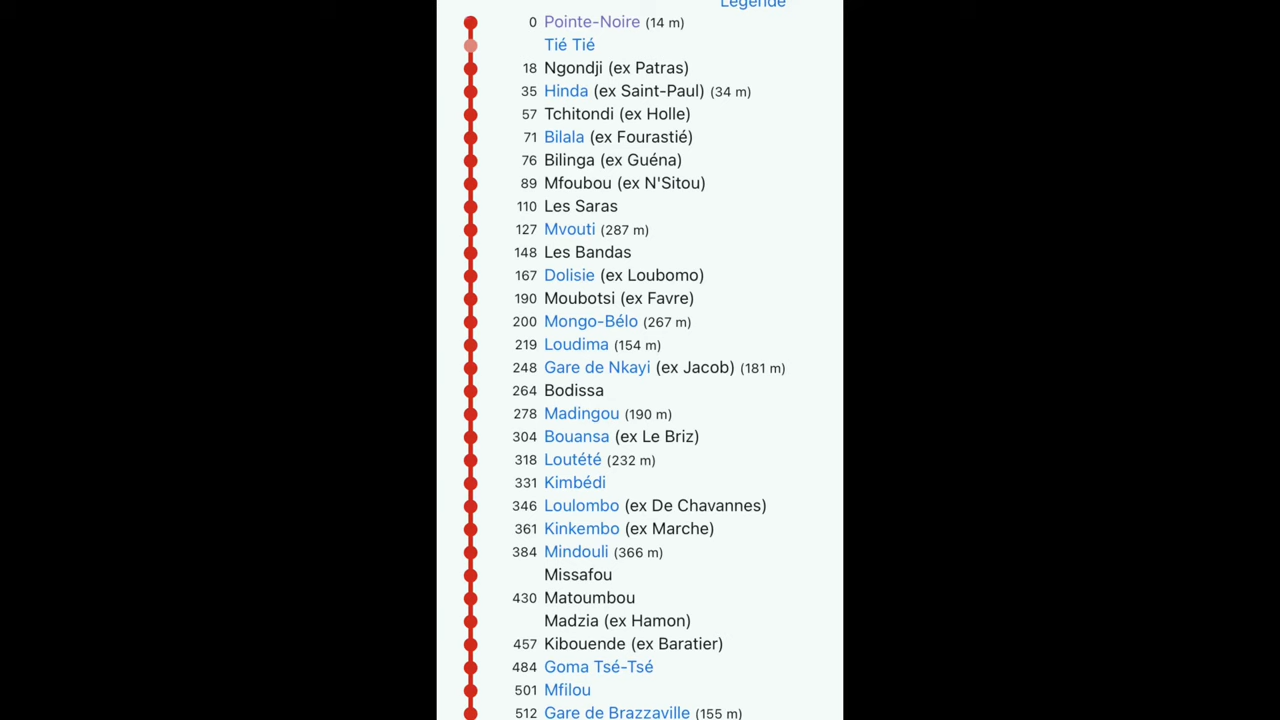 Légende
0 Pointe-Noire (14 m)
Tié Tié
18 Ngondji (ex Patras)
35 Hinda (ex Saint-Paul) (34 m)
57 Tchitondi (ex Holle)
71 Bilala (ex Fourastié)
76 Bilinga (ex Guéna)
89 Mfoubou (ex N'Sitou)
110 Les Saras
127 Mvouti (287 m)
148 Les Bandas
167 Dolisie (ex Loubomo)
190 Moubotsi (ex Favre)
200 Mongo-Bélo (267 m)
219 Loudima (154 m)
248 Gare de Nkayi (ex Jacob) (181 m)
264 Bodissa
278 Madingou (190 m)
304 Bouansa (ex Le Briz)
318 Loutété (232 m)
331 Kimbédi
346 Loulombo (ex De Chavannes)
361 Kinkembo (ex Marche)
384 Mindouli (366 m)
Missafou
430 Matoumbou
Madzia (ex Hamon)
457 Kibouende (ex Baratier)
484 Goma Tsé-Tsé
501 Mfilou
512 Gare de Brazzaville (155 m)